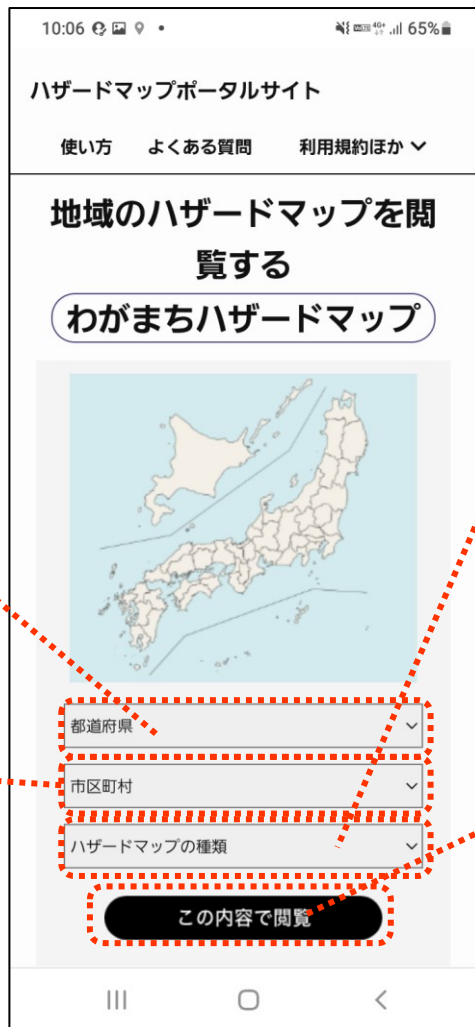 10:06
4G+ 65%
ハザードマップポータルサイト
使い方 よくある質問 利用規約ほか
地域のハザードマップを閲
覧する
わがまちハザードマップ
都道府県
市区町村
ハザードマップの種類
この内容で閲覧